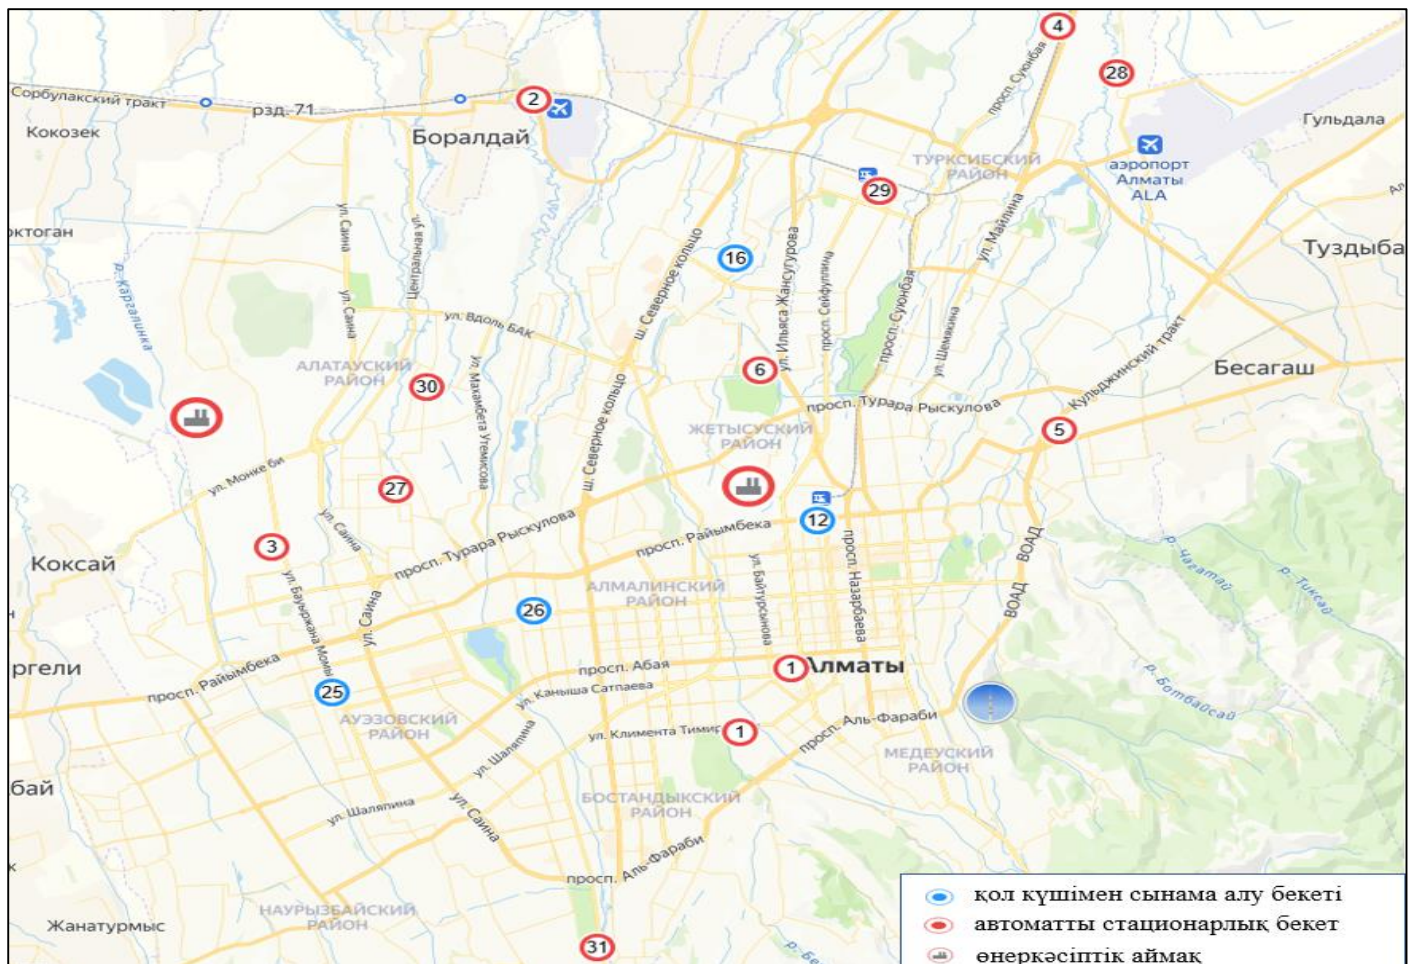 4
28
Сорбулакский тракт
рзд. 71
2
Кокозек
Боралдай
просп. Суюнбая
Гульдала
ТУРКСИБСКИЙ
РАЙОН
аэропорт
Алматы
ALA
29
октоган
ул. Саина
Центральная ул.
р. Каргалинка
16
ш. Северное кольцо
ул. Ильяса Жансугурова
просп. Сейфуллина
ул. Майлина
Туздыба
ул. Саина
ул. Вдоль БАК
просп. Суюнбая
ул. Шемякина
Кульджинский тракт
АЛАТАУСКИЙ
РАЙОН
30
ул. Махамбета Утемисова
6
Бесагаш
просп. Турара Рыскулова
ЖЕТЫСУСКИЙ
РАЙОН
5
ул. Монке би
27
ш. Северное кольцо
12
ул. Саина
3
просп. Турара Рыскулова
просп. Райымбека
Коксай
ВОАД
ВОАД
р. Чагатай
р. Тиксай
АЛМАЛИНСКИЙ
РАЙОН
ул. Байтурсынова
просп. Назарбаева
26
ул. Бауыржана Момы
ул. Саина
ргели
просп. Райымбека
25
просп. Абая
1
Алматы
ул. Каныша Сатпаева
р. Ботбайсай
АУЭЗОВСКИЙ
РАЙОН
ул. Шаляпина
ул. Климента Тимир
1
просп. Аль-Фараби
МЕДЕУСКИЙ
РАЙОН
бай
ул. Шаляпина
ул. Саина
БОСТАНДЫКСКИЙ
РАЙОН
просп. Аль-Фараби
НАУРЫЗБАЙСКИЙ
РАЙОН
Жанатурмыс
31
қол күшімен сынама алу бекеті
автоматты стационарлық бекет
өнеркәсіптік аймақ